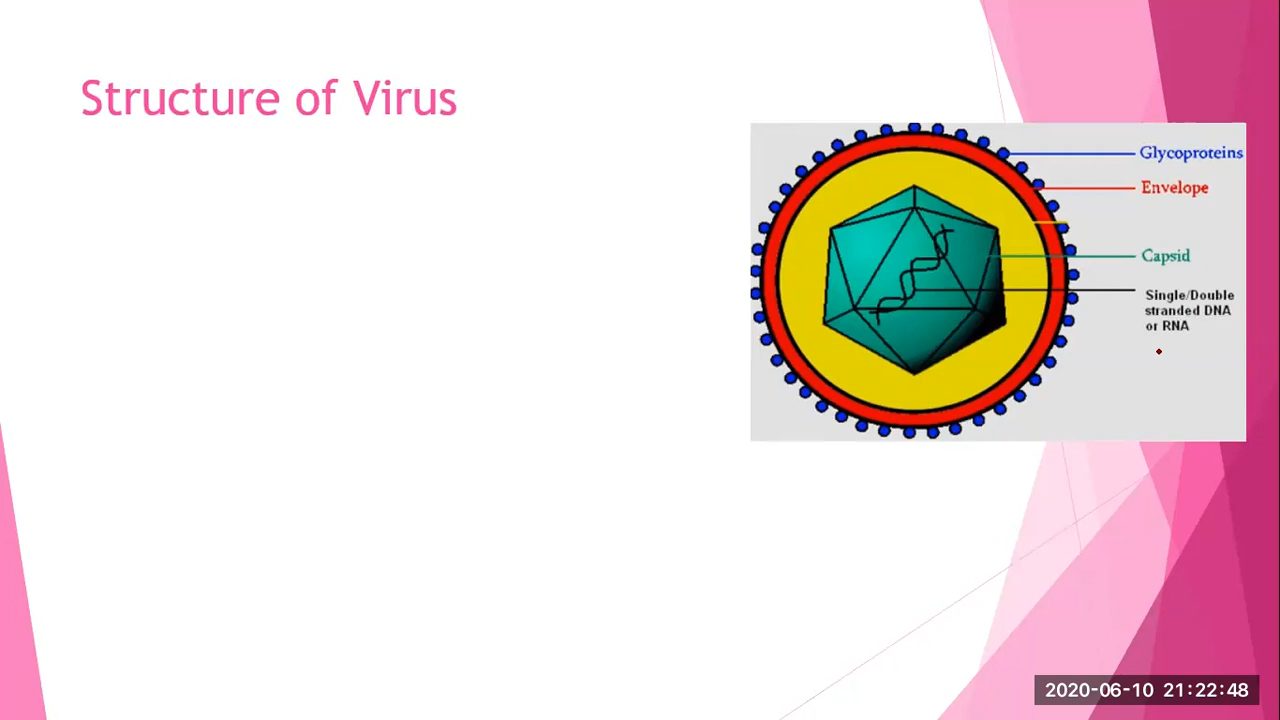 Structure of Virus
Glycoproteins
Envelope
Capsid
Single/Double
stranded DNA
or RNA
2020-06-10 21:22:48